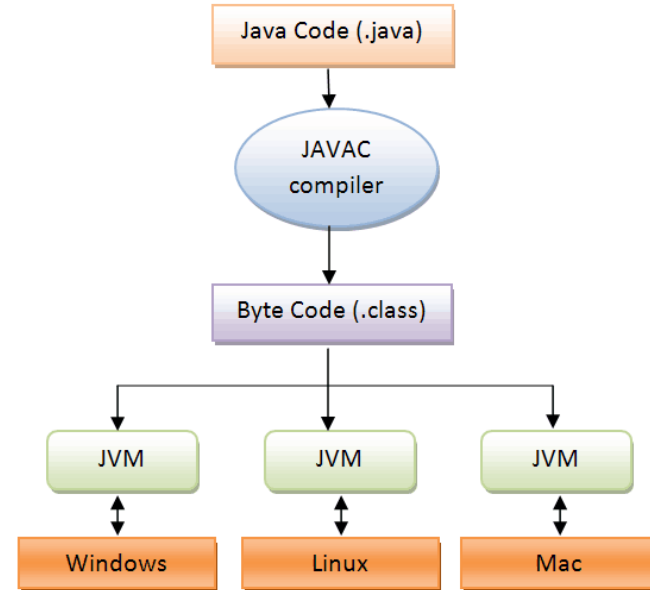 Java Code (.java)
JAVAC
compiler
Byte Code (.class)
JVM
JVM
JVM
Windows
Linux
Mac